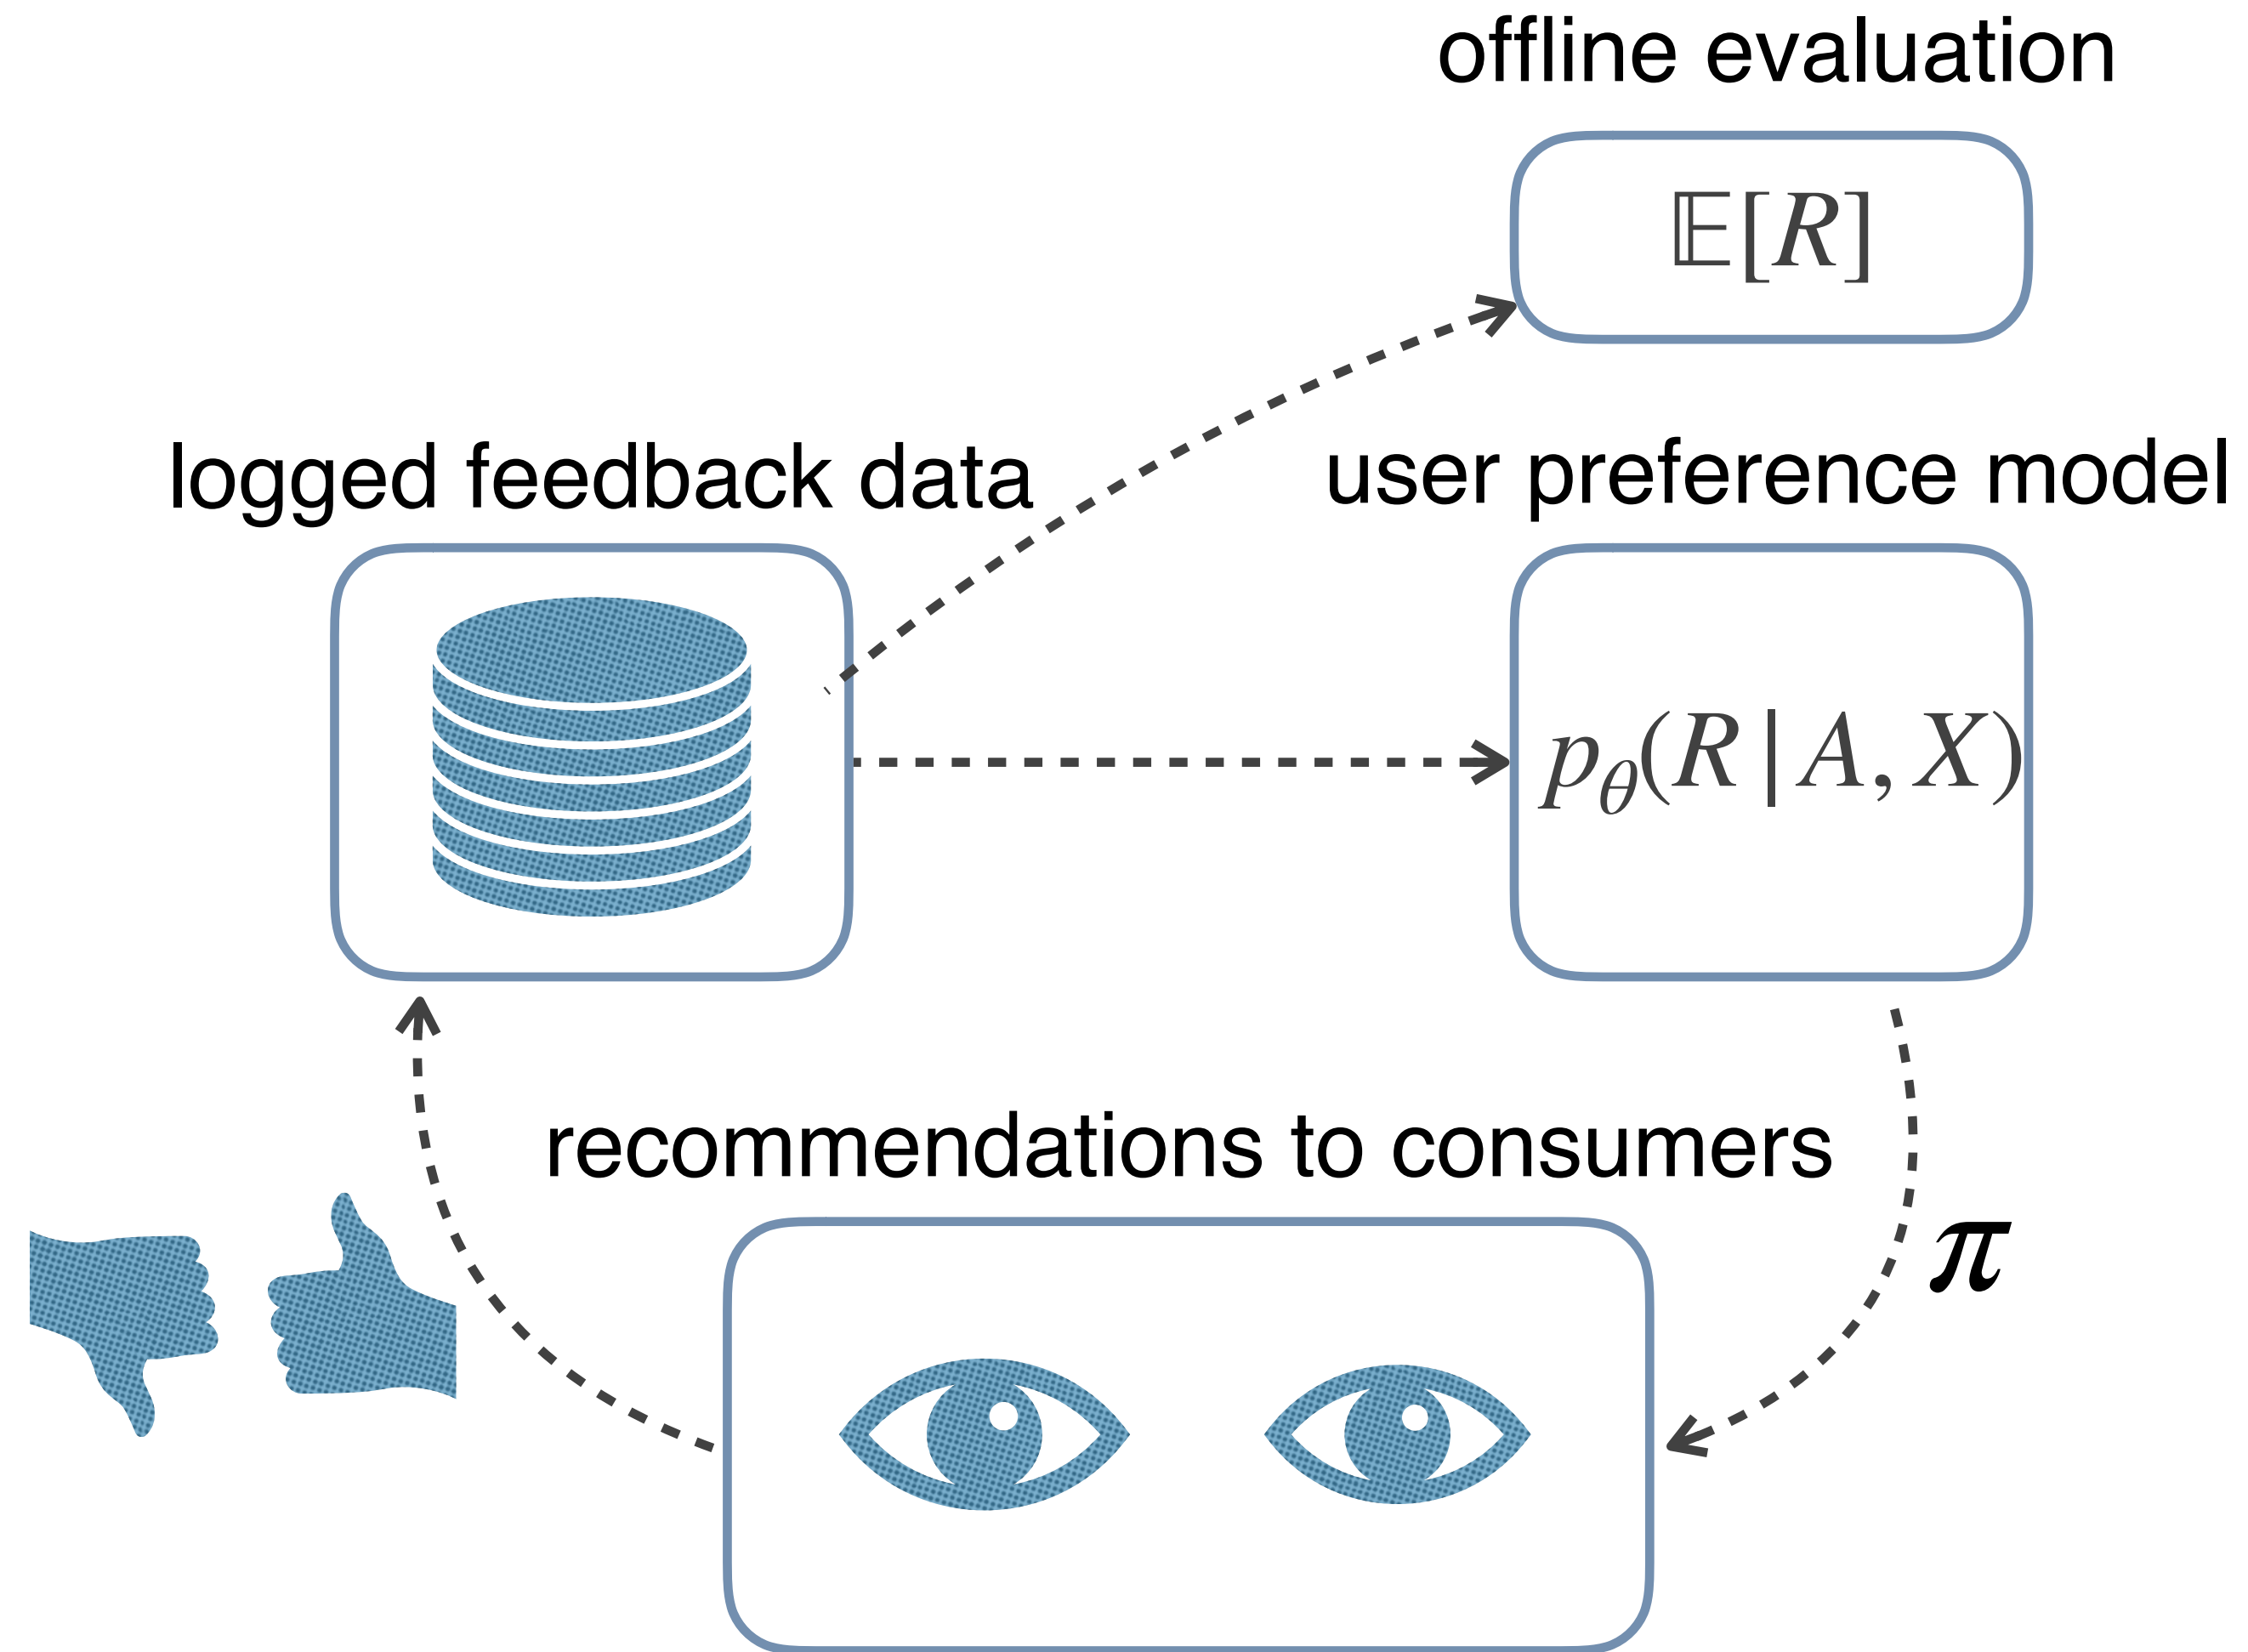 offline evaluation
𝔼[R]
logged feedback data
user preference model
pθ(R|A, X)
recommendations to consumers
π